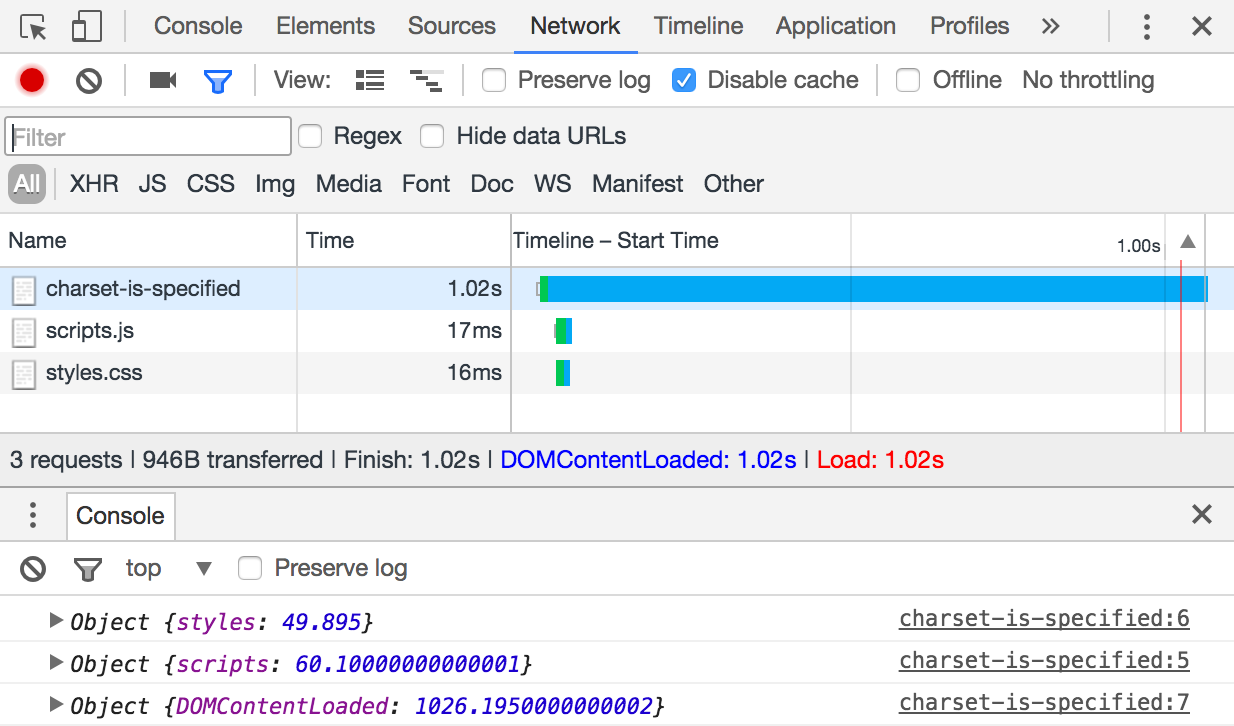 Console Elements Sources Network Timeline Application Profiles »
View: Preserve log Disable cache Offline No throttling
Filter Regex Hide data URLs
All XHR JS CSS Img Media Font Doc WS Manifest Other
Name Time Timeline – Start Time 1.00s ▲
charset-is-specified 1.02s
scripts.js 17ms
styles.css 16ms
3 requests | 946B transferred | Finish: 1.02s | DOMContentLoaded: 1.02s | Load: 1.02s
Console
top ▼ Preserve log
▶ Object {styles: 49.895} charset-is-specified:6
▶ Object {scripts: 60.10000000000001} charset-is-specified:5
▶ Object {DOMContentLoaded: 1026.1950000000002} charset-is-specified:7